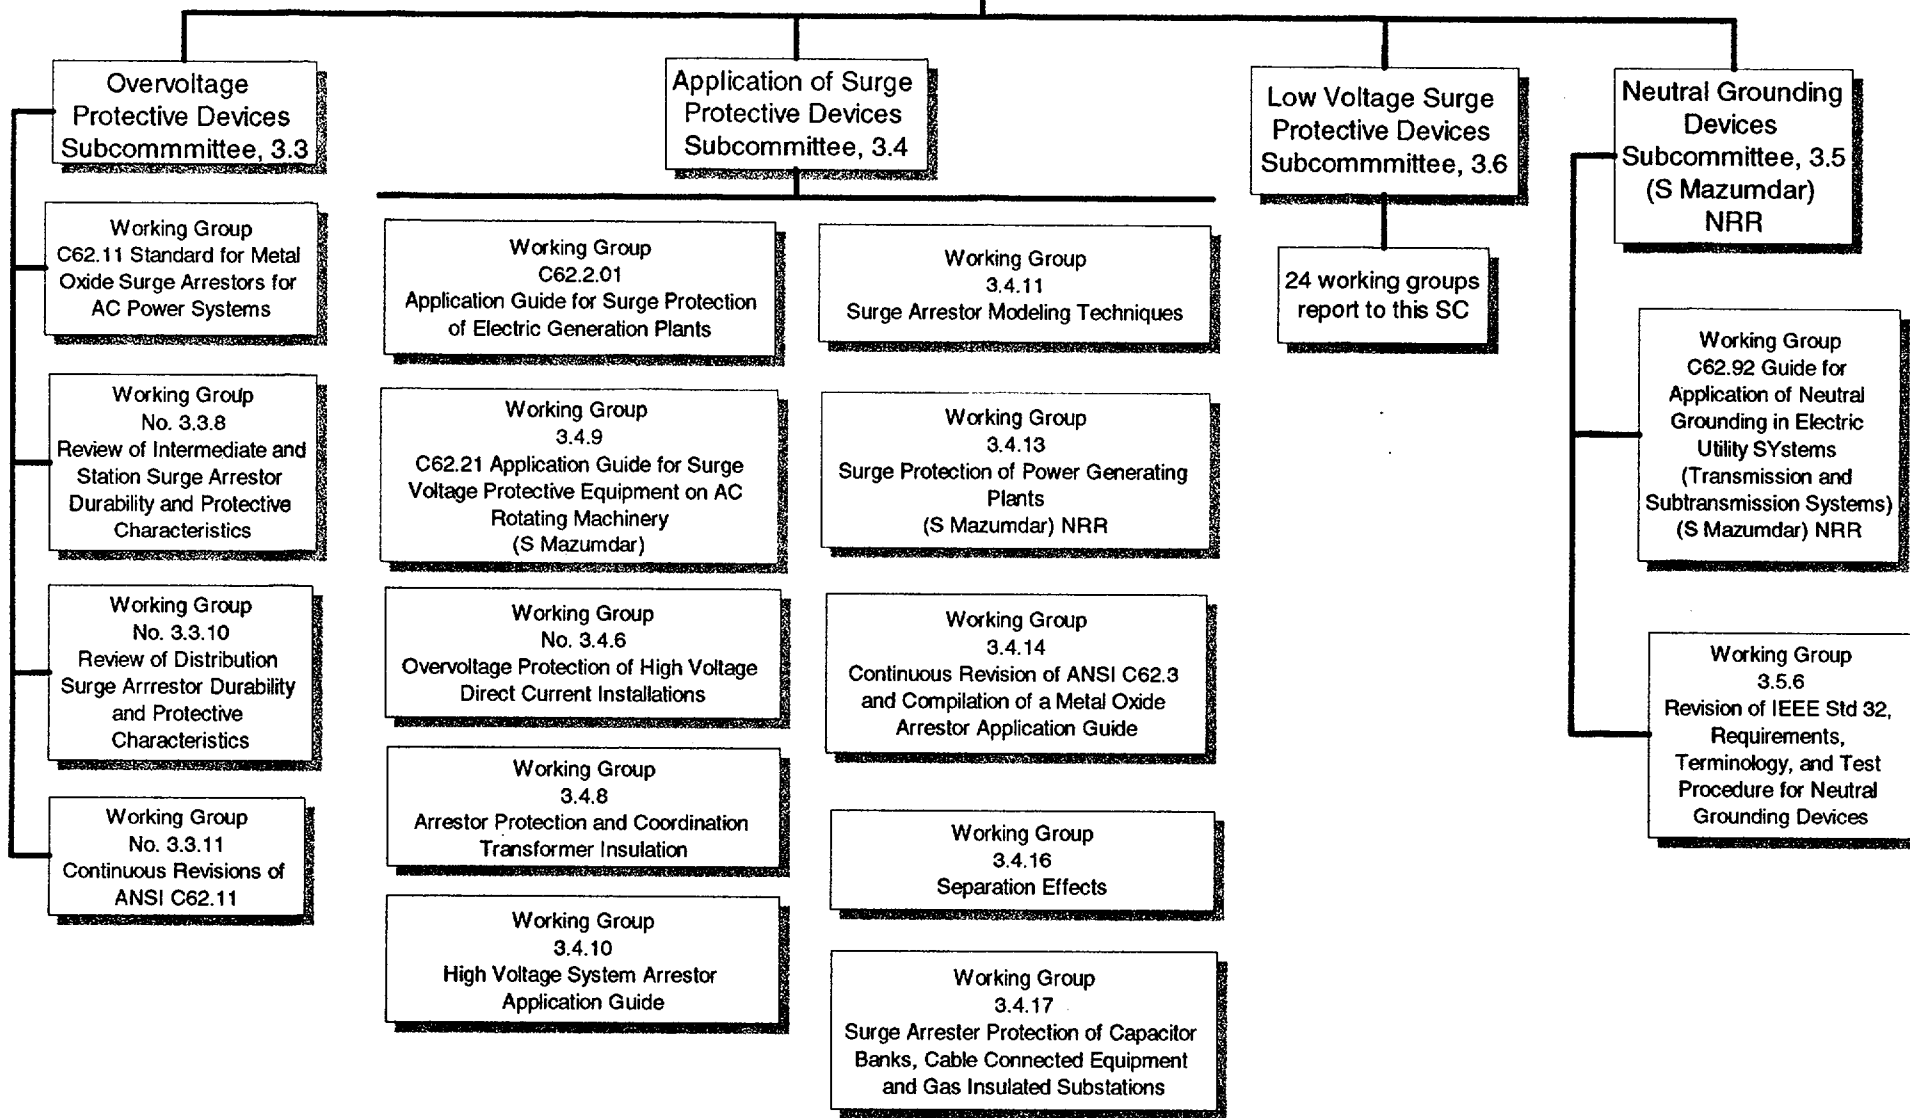 Overvoltage
Protective Devices
Subcommmittee, 3.3
Working Group
C62.11 Standard for Metal
Oxide Surge Arrestors for
AC Power Systems
Working Group
No. 3.3.8
Review of Intermediate and
Station Surge Arrestor
Durability and Protective
Characteristics
Working Group
No. 3.3.10
Review of Distribution
Surge Arrrestor Durability
and Protective
Characteristics
Working Group
No. 3.3.11
Continuous Revisions of
ANSI C62.11
Application of Surge
Protective Devices
Subcommittee, 3.4
Working Group
C62.2.01
Application Guide for Surge Protection
of Electric Generation Plants
Working Group
3.4.9
C62.21 Application Guide for Surge
Voltage Protective Equipment on AC
Rotating Machinery
(S Mazumdar)
Working Group
No. 3.4.6
Overvoltage Protection of High Voltage
Direct Current Installations
Working Group
3.4.8
Arrestor Protection and Coordination
Transformer Insulation
Working Group
3.4.10
High Voltage System Arrestor
Application Guide
Working Group
3.4.11
Surge Arrestor Modeling Techniques
Working Group
3.4.13
Surge Protection of Power Generating
Plants
(S Mazumdar) NRR
Working Group
3.4.14
Continuous Revision of ANSI C62.3
and Compilation of a Metal Oxide
Arrestor Application Guide
Working Group
3.4.16
Separation Effects
Working Group
3.4.17
Surge Arrester Protection of Capacitor
Banks, Cable Connected Equipment
and Gas Insulated Substations
Low Voltage Surge
Protective Devices
Subcommmittee, 3.6
24 working groups
report to this SC
Neutral Grounding
Devices
Subcommittee, 3.5
(S Mazumdar)
NRR
Working Group
C62.92 Guide for
Application of Neutral
Grounding in Electric
Utility SYstems
(Transmission and
Subtransmission Systems)
(S Mazumdar) NRR
Working Group
3.5.6
Revision of IEEE Std 32,
Requirements,
Terminology, and Test
Procedure for Neutral
Grounding Devices